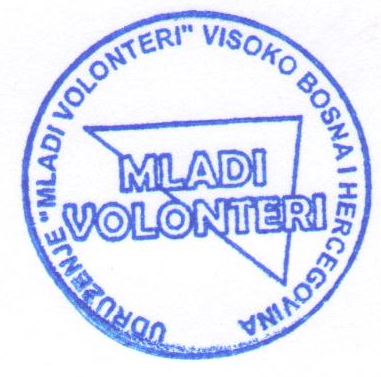 UDRUŽENJE "MLADI VOLONTERI" VISOKO BOSNA I HERCEGOVINA
MLADI
VOLONTERI